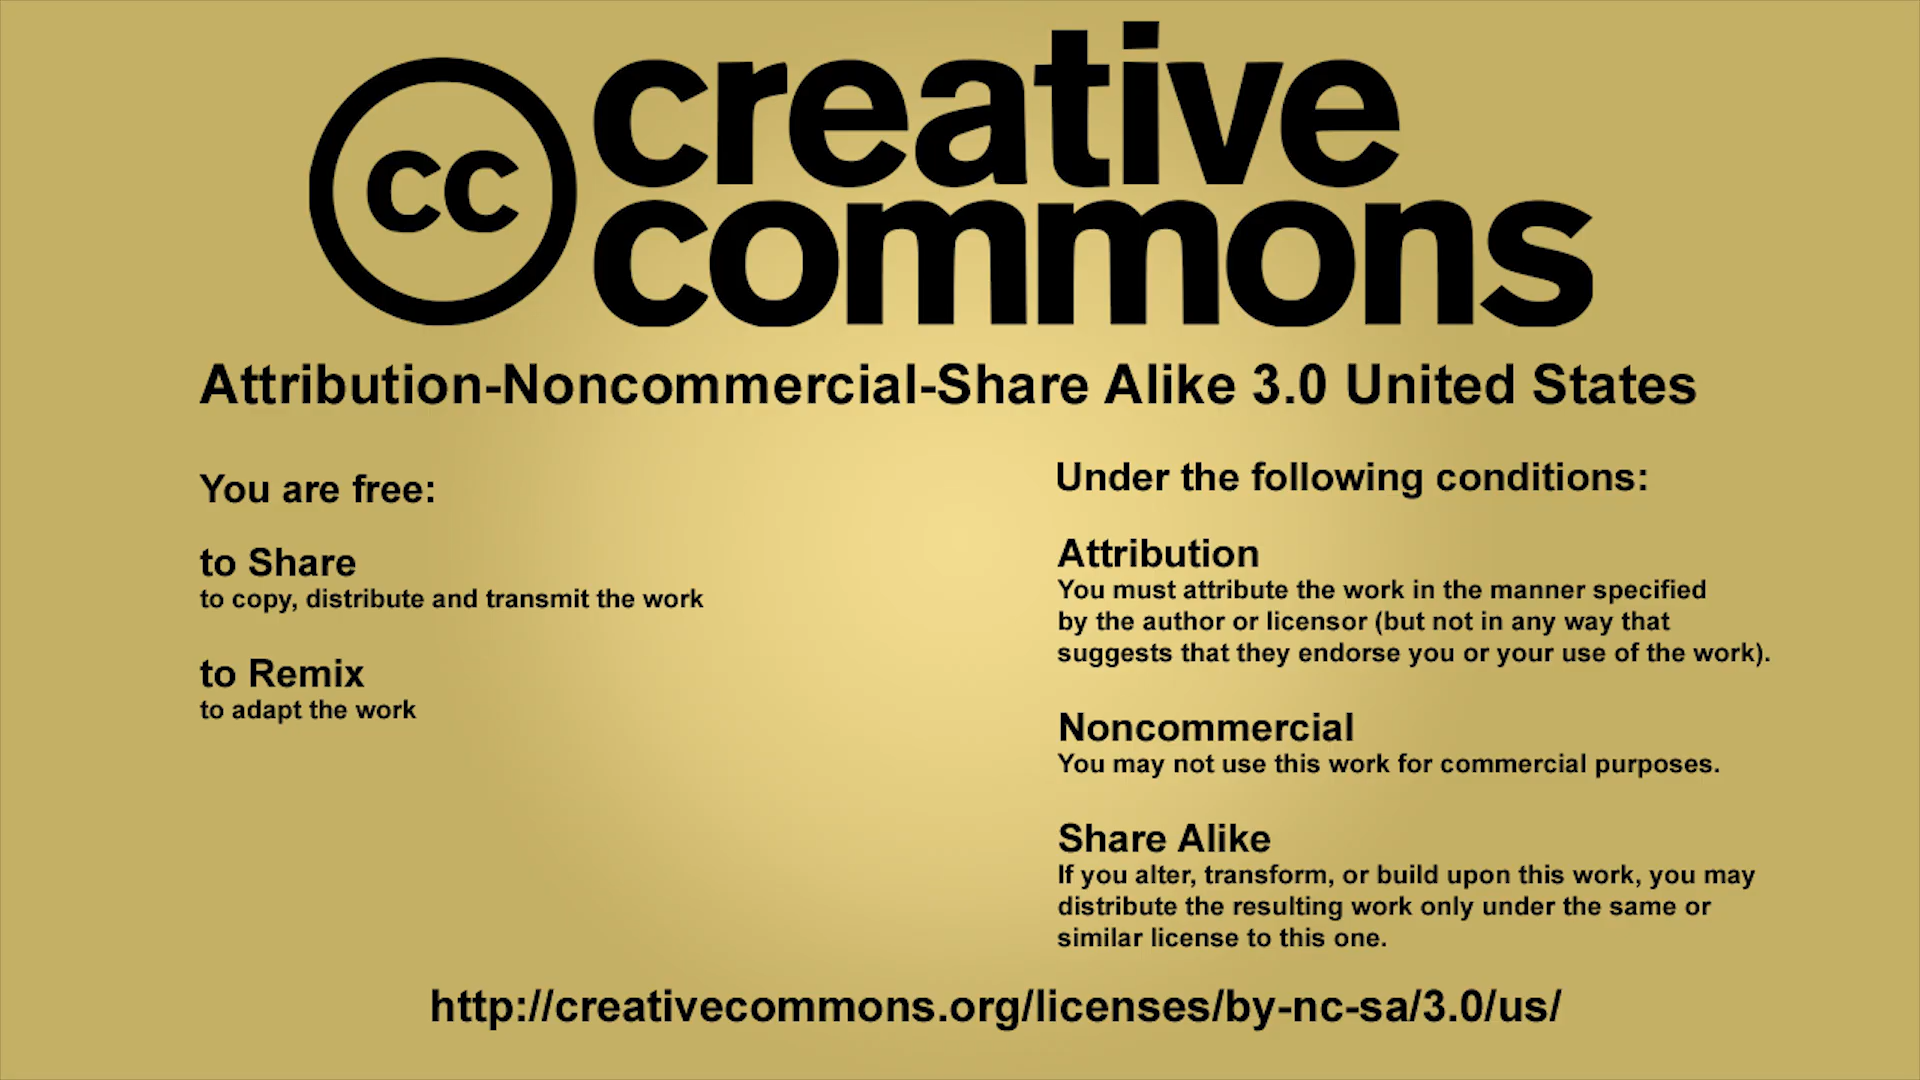 cc
creative
commons
Attribution-Noncommercial-Share Alike 3.0 United States
You are free:
to Share
to copy, distribute and transmit the work
to Remix
to adapt the work
Under the following conditions:
Attribution
You must attribute the work in the manner specified
by the author or licensor (but not in any way that
suggests that they endorse you or your use of the work).
Noncommercial
You may not use this work for commercial purposes.
Share Alike
If you alter, transform, or build upon this work, you may
distribute the resulting work only under the same or
similar license to this one.
http://creativecommons.org/licenses/by-nc-sa/3.0/us/